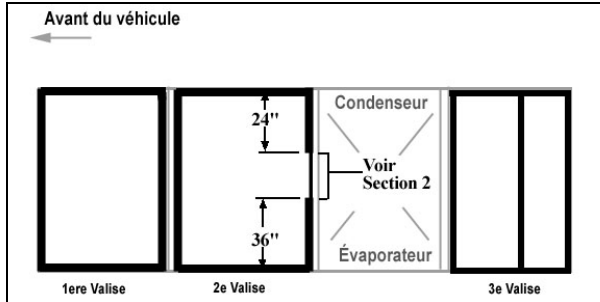 Avant du véhicule
Condenseur
24"
Voir
Section 2
36"
Évaporateur
1ere Valise
2e Valise
3e Valise